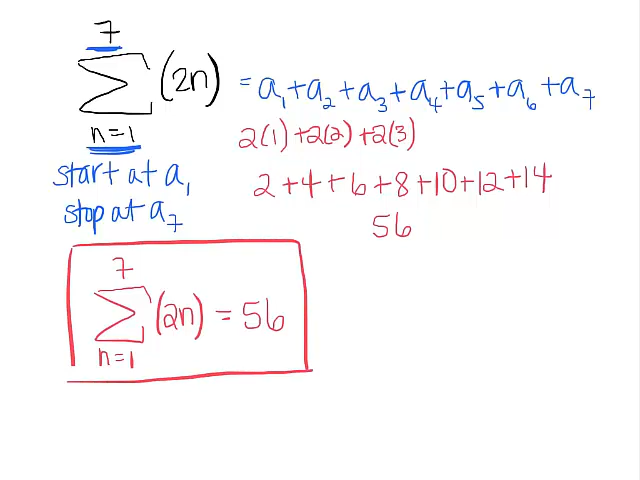 7
∑ (2n) = a₁+a₂+a₃+a₄+a₅+a₆+a₇
n=1
2(1)+2(2)+2(3)
start at a₁
2+4+6+8+10+12+14
stop at a₇
56
7
∑ (2n) = 56
n=1